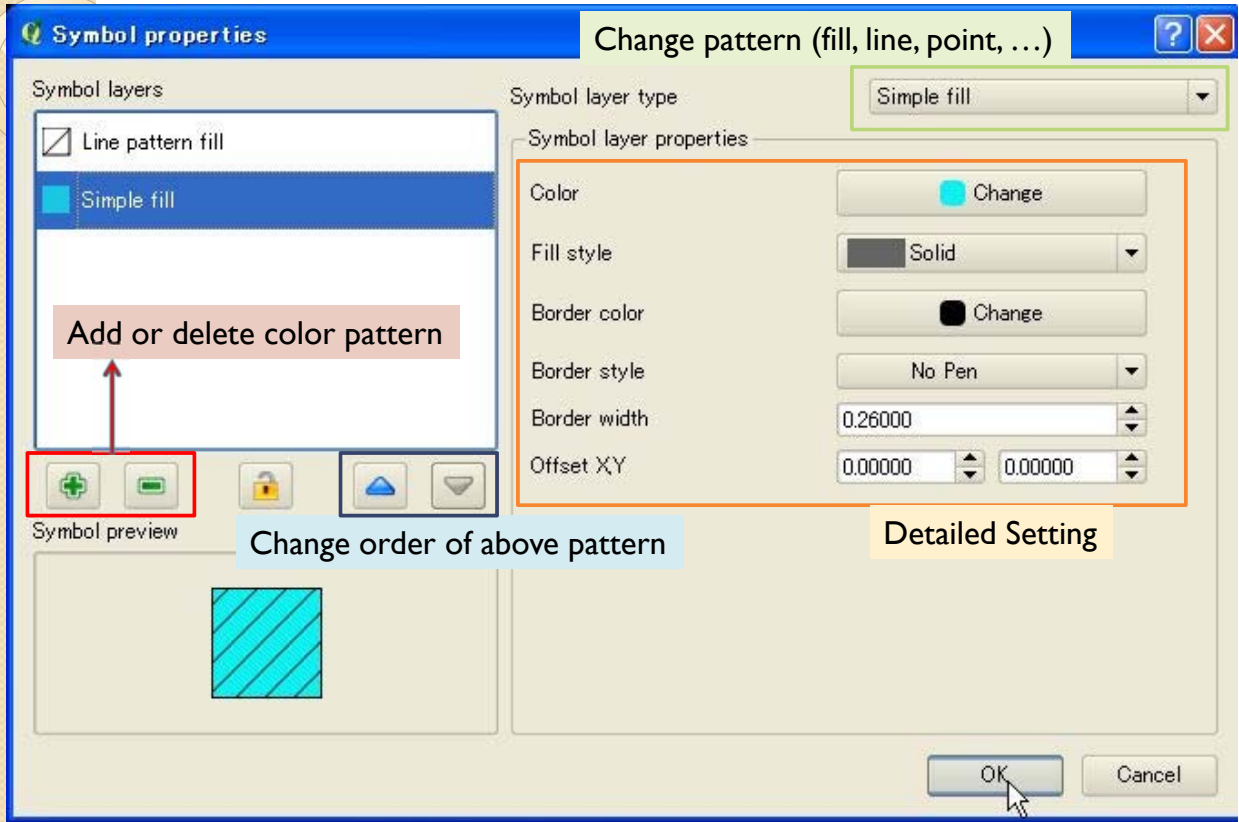 Symbol properties
Change pattern (fill, line, point, …)
Symbol layers
Line pattern fill
Simple fill
Add or delete color pattern
Change order of above pattern
Symbol preview
Symbol layer type
Simple fill
Symbol layer properties
Color
Change
Fill style
Solid
Border color
Change
Border style
No Pen
Border width
0.26000
Offset X,Y
0.00000
0.00000
Detailed Setting
OK
Cancel